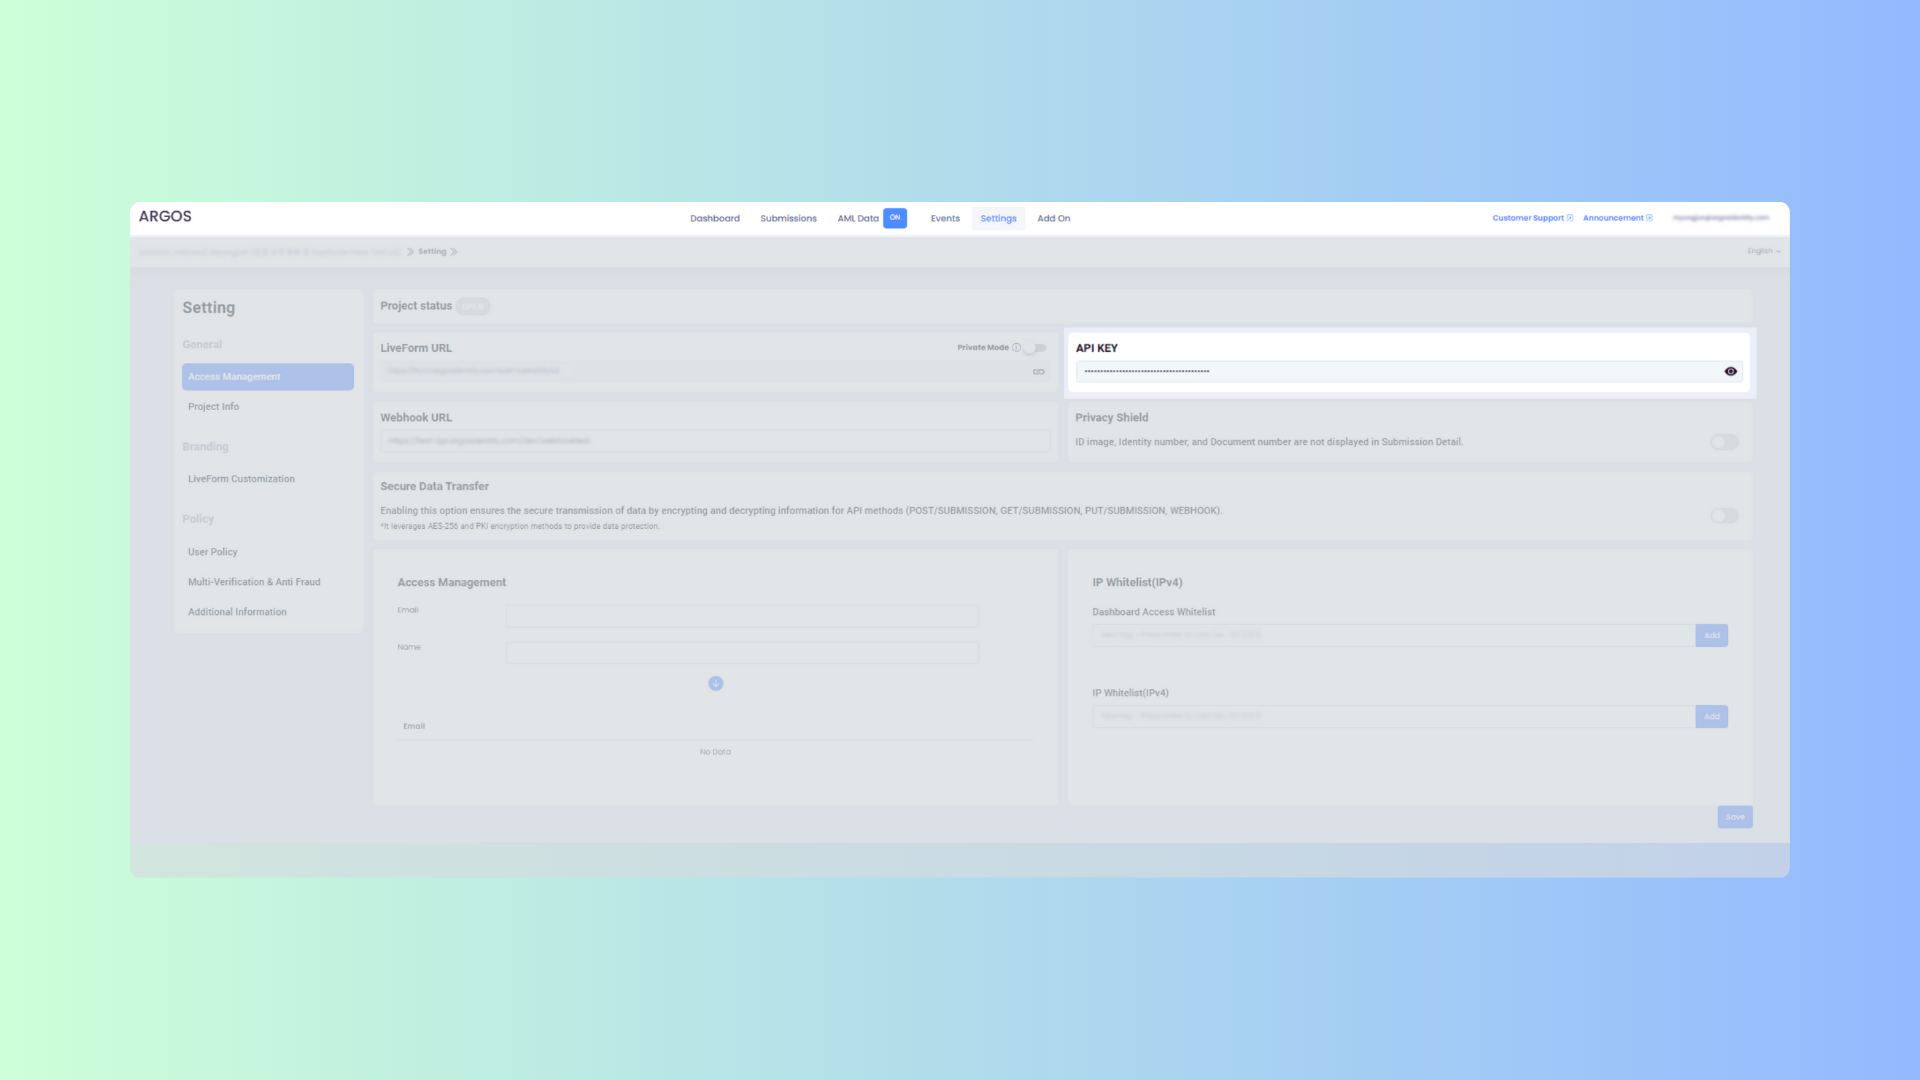 ARGOS
Dashboard Submissions AML Data ON Events Settings Add On
Customer Support Announcement
Setting
English
Setting
General
Access Management
Project Info
Branding
LiveForm Customization
Policy
User Policy
Multi-Verification & Anti Fraud
Additional Information
Project status
LiveForm URL
Private Mode
API KEY
Webhook URL
Privacy Shield
ID image, Identity number, and Document number are not displayed in Submission Detail.
Secure Data Transfer
Enabling this option ensures the secure transmission of data by encrypting and decrypting information for API methods (POST/SUBMISSION, GET/SUBMISSION, PUT/SUBMISSION, WEBHOOK).
*It leverages AES-256 and PKI encryption methods to provide data protection.
Access Management
Email
Name
Email
No Data
IP Whitelist(IPv4)
Dashboard Access Whitelist
Add
IP Whitelist(IPv4)
Add
Save